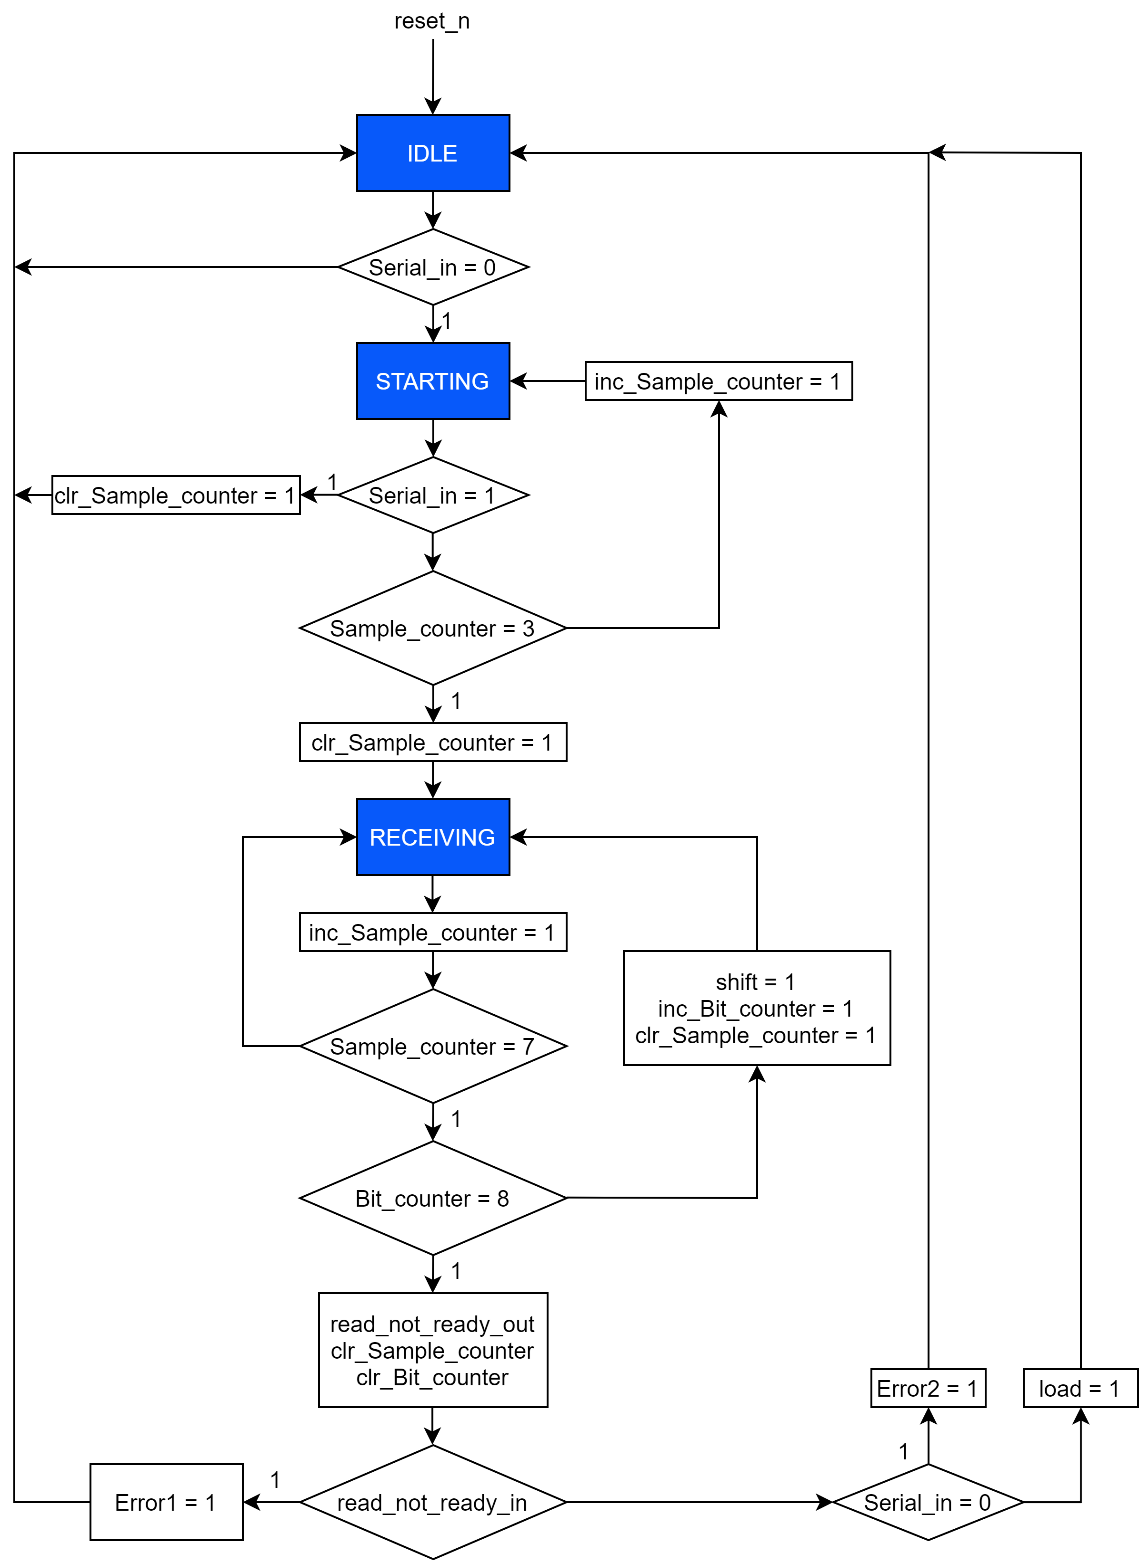 reset_n
IDLE
Serial_in = 0
1
STARTING
inc_Sample_counter = 1
1
clr_Sample_counter = 1
Serial_in = 1
Sample_counter = 3
1
clr_Sample_counter = 1
RECEIVING
inc_Sample_counter = 1
shift = 1
inc_Bit_counter = 1
clr_Sample_counter = 1
Sample_counter = 7
1
Bit_counter = 8
1
read_not_ready_out
clr_Sample_counter
clr_Bit_counter
Error2 = 1
load = 1
1
1
Error1 = 1
read_not_ready_in
Serial_in = 0